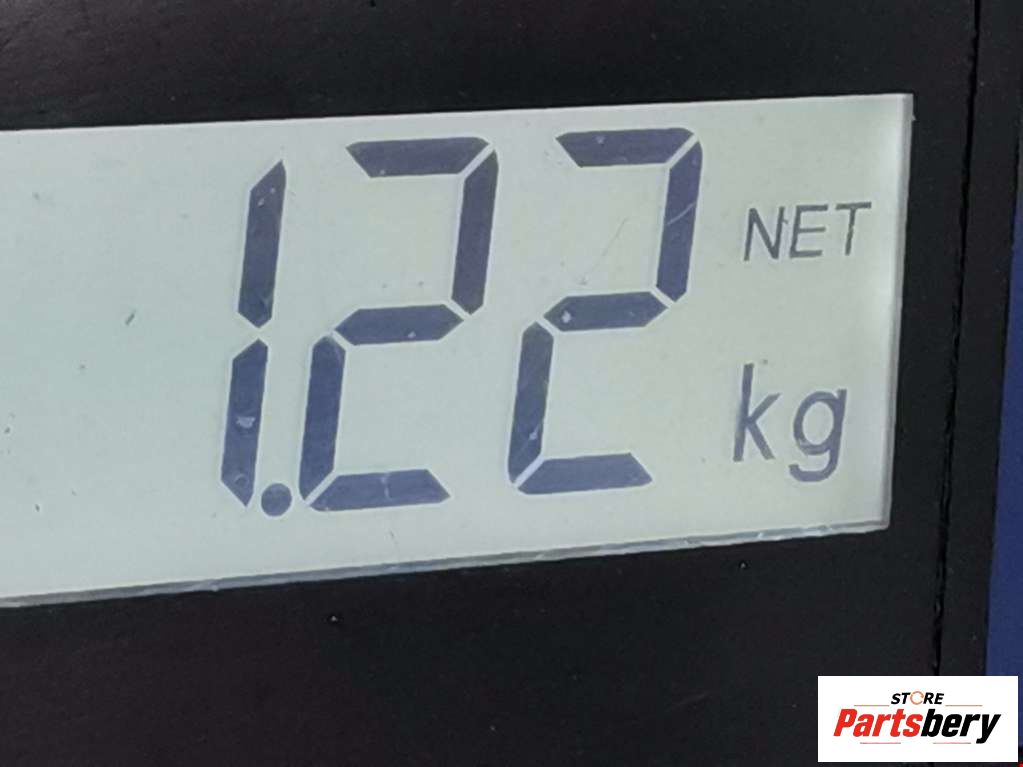 1.22
NET
kg
STORE
Partsbery